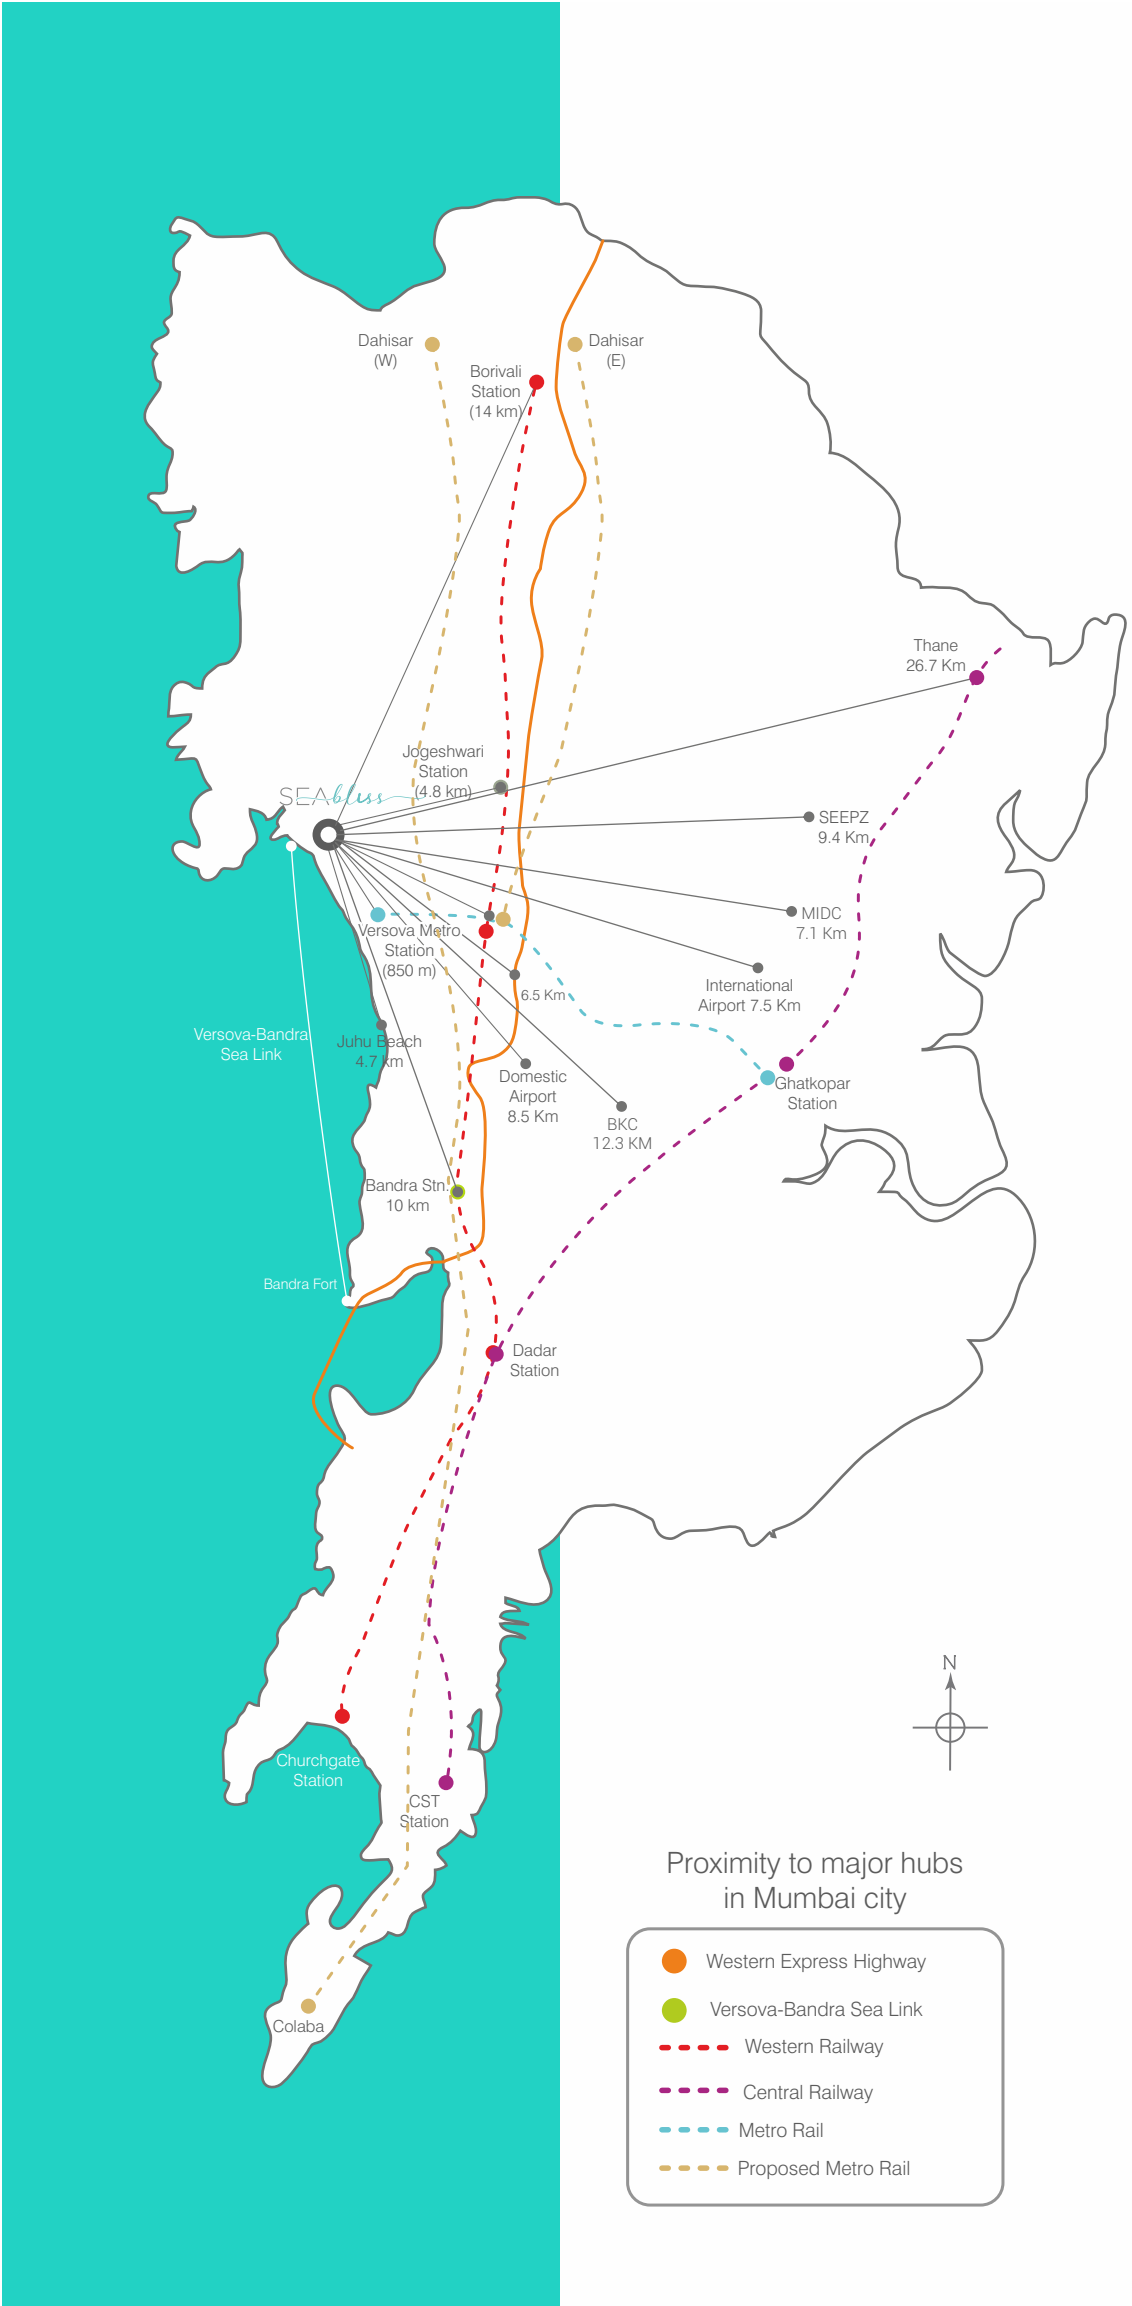 Dahisar
(W)
Dahisar
(E)
Borivali
Station
(14 km)
Thane
26.7 Km
Jogeshwari
Station
(4.8 km)
SEA bliss
SEEPZ
9.4 Km
MIDC
7.1 Km
Versova Metro
Station
(850 m)
International
Airport 7.5 Km
6.5 Km
Versova-Bandra
Sea Link
Juhu Beach
4.7 km
Domestic
Airport
8.5 Km
Ghatkopar
Station
BKC
12.3 KM
Bandra Stn.
10 km
Bandra Fort
Dadar
Station
N
Churchgate
Station
CST
Station
Colaba
Proximity to major hubs
in Mumbai city
Western Express Highway
Versova-Bandra Sea Link
Western Railway
Central Railway
Metro Rail
Proposed Metro Rail